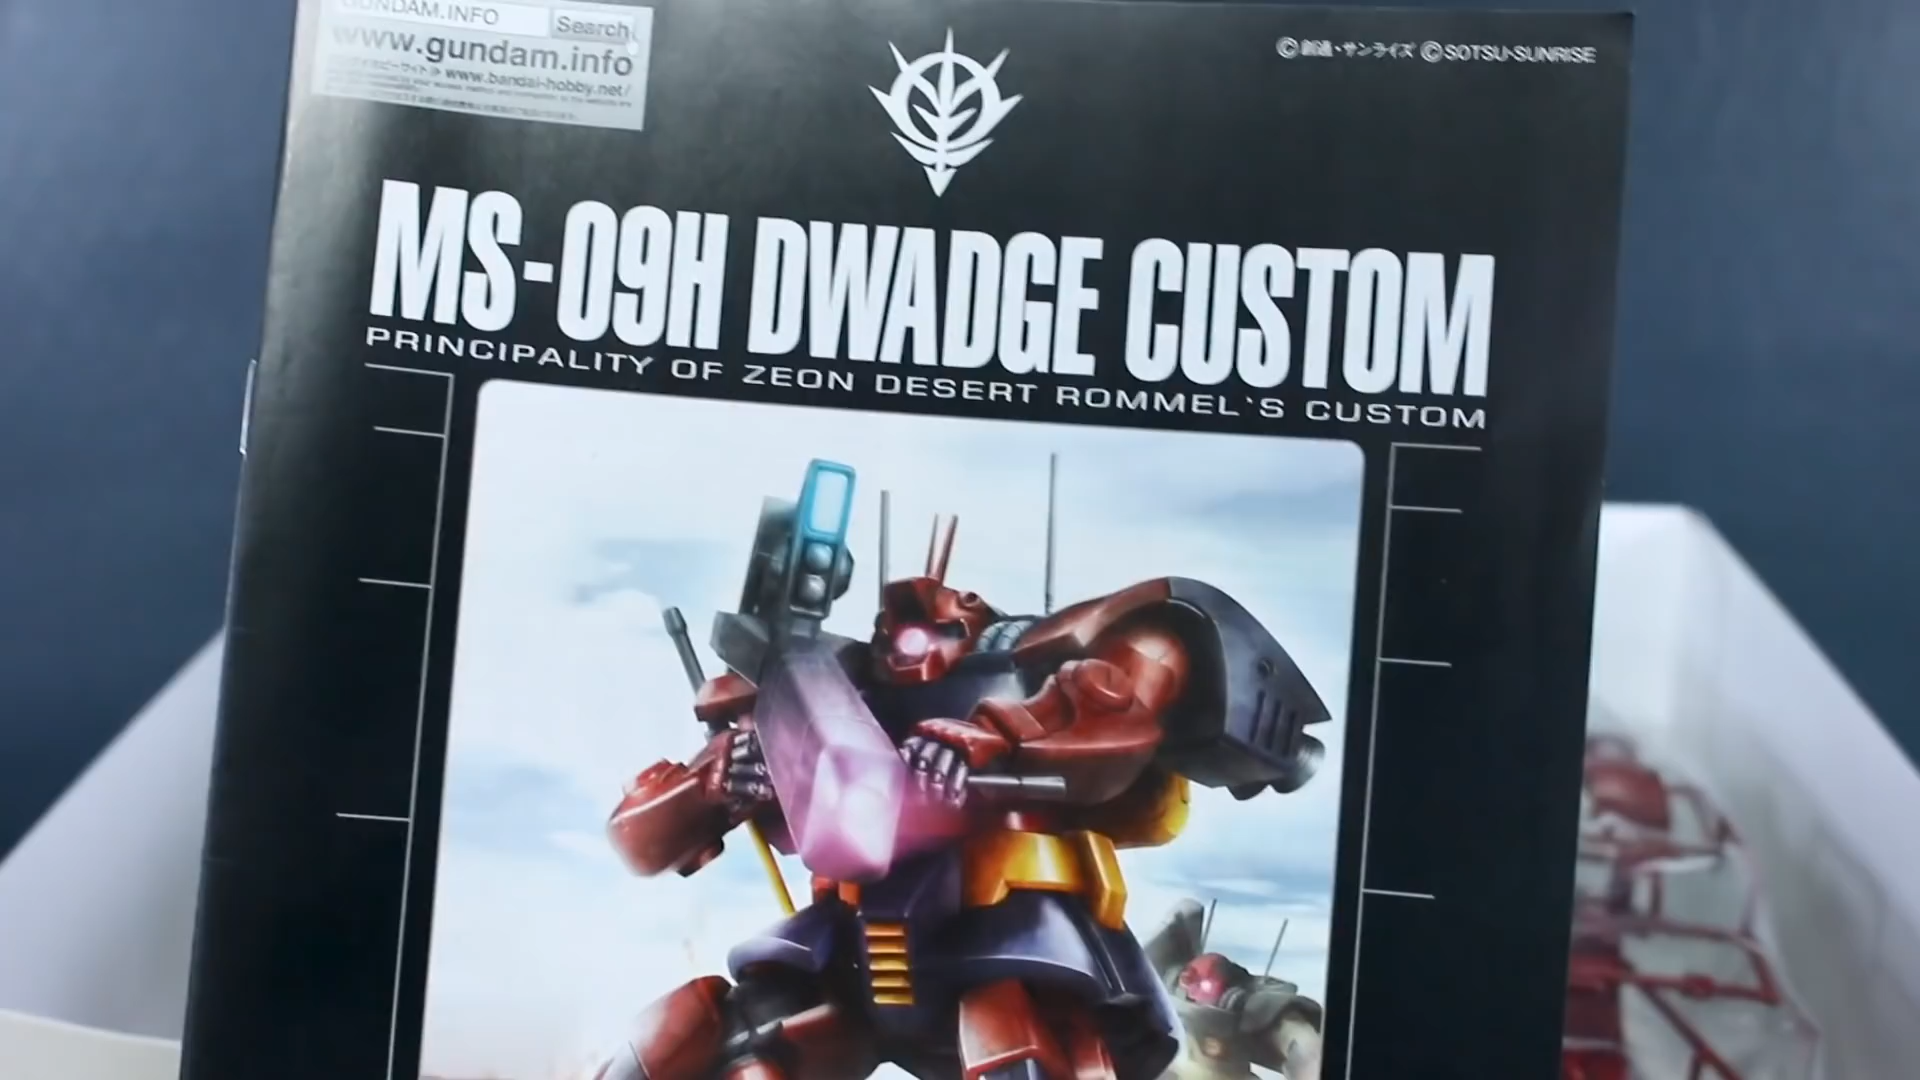 GUNDAM.INFO Search
www.gundam.info
www.bandai-hobby.net/
©創通・サンライズ ©SOTSU・SUNRISE
MS-09H DWADGE CUSTOM
PRINCIPALITY OF ZEON DESERT ROMMEL`S CUSTOM